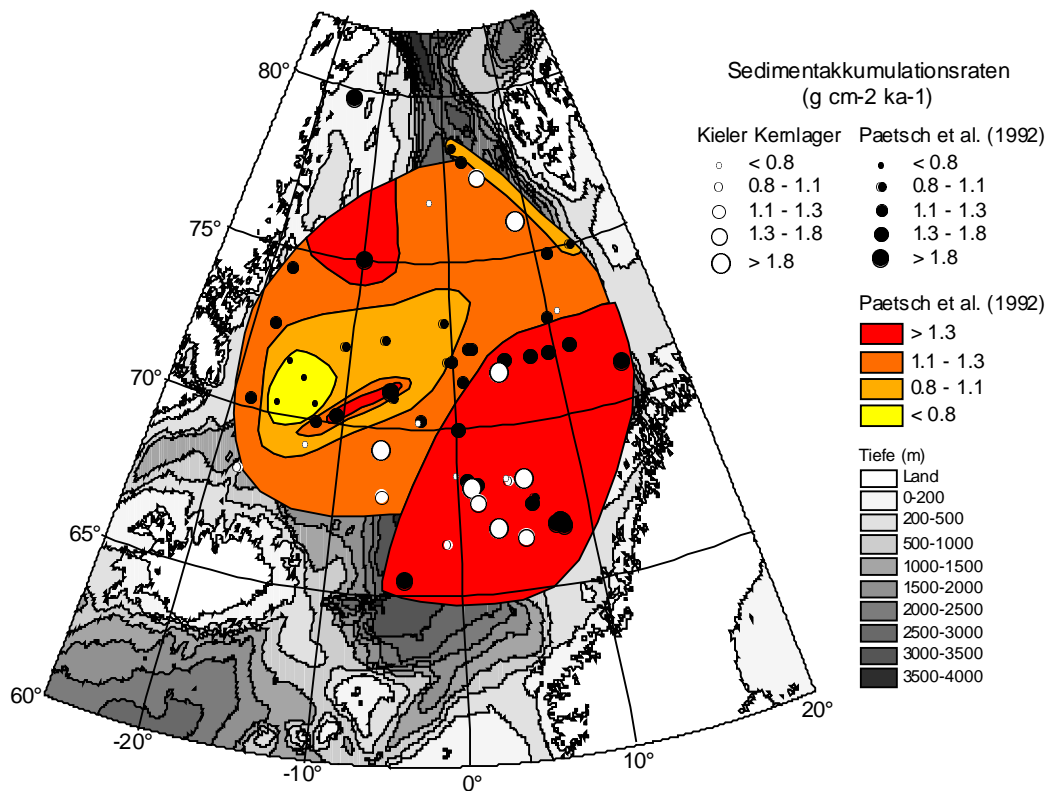 80°
75°
70°
65°
60°
-20°
-10°
0°
10°
20°
Sedimentakkumulationsraten
(g cm-2 ka-1)
Kieler Kernlager
< 0.8
0.8 - 1.1
1.1 - 1.3
1.3 - 1.8
> 1.8
Paetsch et al. (1992)
< 0.8
0.8 - 1.1
1.1 - 1.3
1.3 - 1.8
> 1.8
Paetsch et al. (1992)
> 1.3
1.1 - 1.3
0.8 - 1.1
< 0.8
Tiefe (m)
Land
0-200
200-500
500-1000
1000-1500
1500-2000
2000-2500
2500-3000
3000-3500
3500-4000